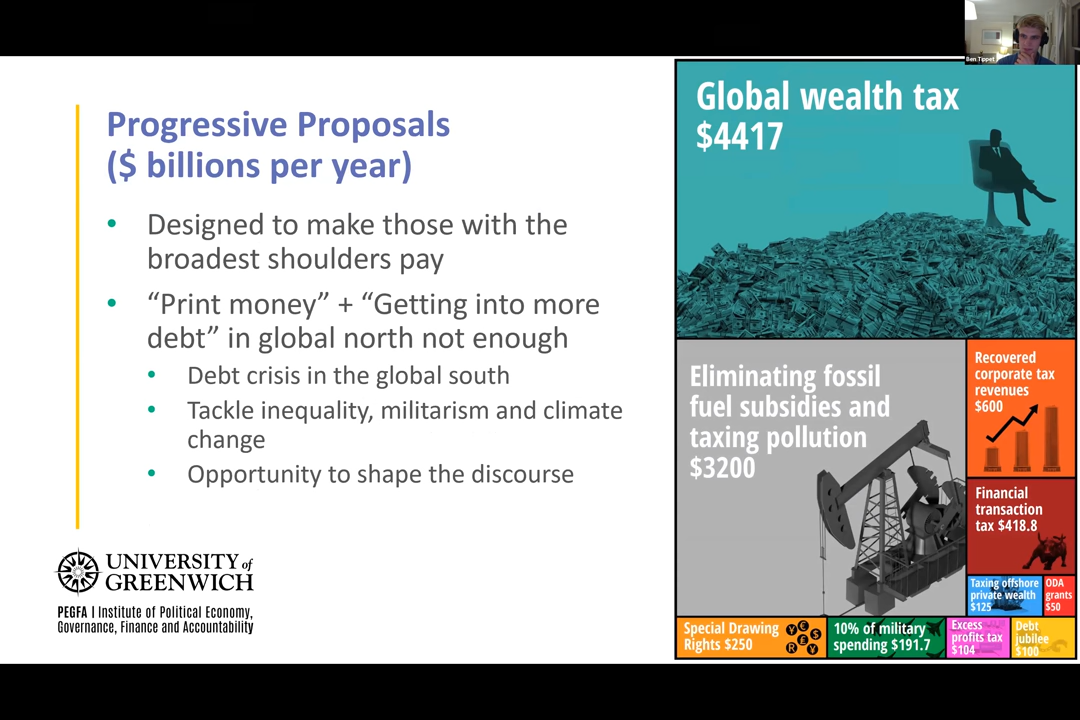 Ben Tippet
Progressive Proposals
($ billions per year)
• Designed to make those with the
broadest shoulders pay
• “Print money” + “Getting into more
debt” in global north not enough
• Debt crisis in the global south
• Tackle inequality, militarism and climate
change
• Opportunity to shape the discourse
UNIVERSITY of
GREENWICH
PEGFA | Institute of Political Economy,
Governance, Finance and Accountability
Global wealth tax
$4417
Eliminating fossil
fuel subsidies and
taxing pollution
$3200
Recovered
corporate tax
revenues
$600
Financial
transaction
tax $418.8
Taxing offshore
private wealth
$125
ODA
grants
$50
Special Drawing
Rights $250
10% of military
spending $191.7
Excess
profits tax
$104
Debt
jubilee
$100